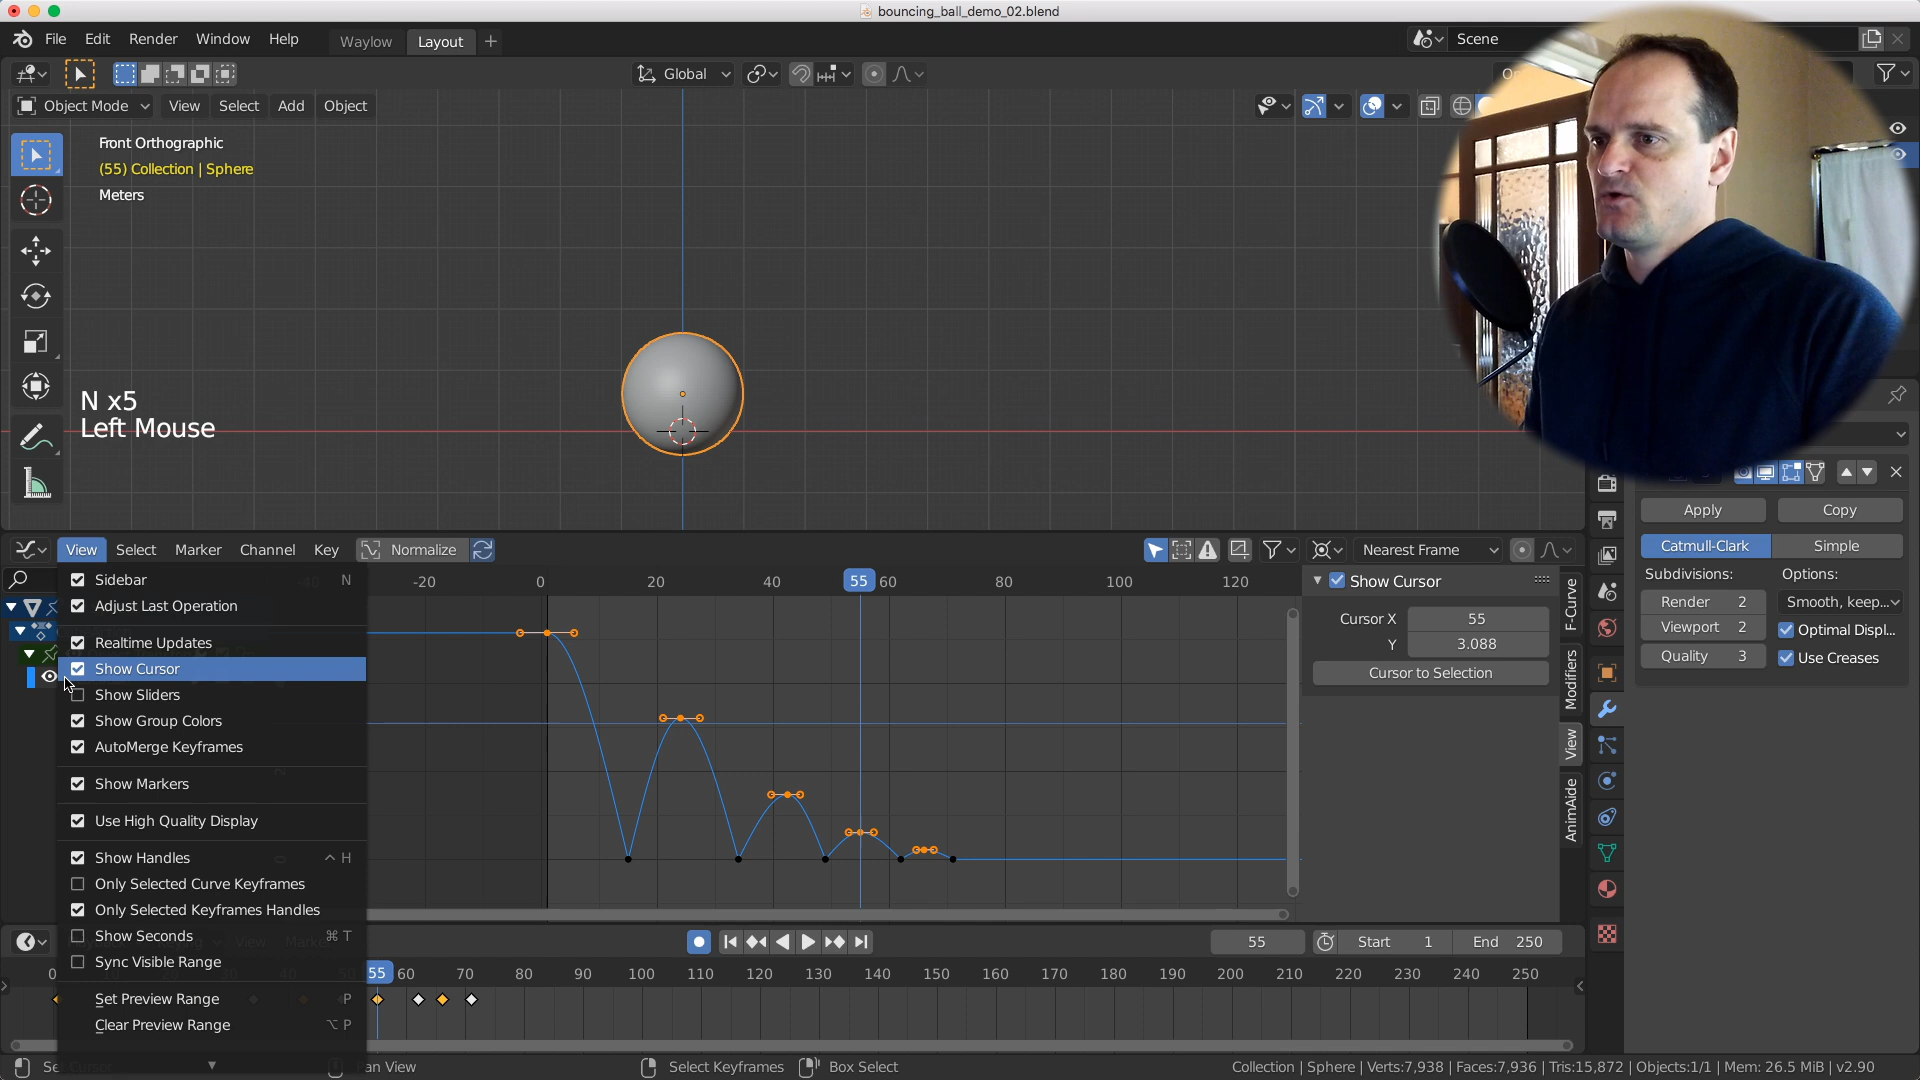 bouncing_ball_demo_02.blend
File Edit Render Window Help Waylow Layout Scene
Global
Object Mode View Select Add Object
Front Orthographic
(55) Collection | Sphere
Meters
N x5
Left Mouse
Apply Copy
Catmull-Clark Simple
Subdivisions: Options:
Render 2 Smooth, keep...
Viewport 2 Optimal Displ...
Quality 3 Use Creases
View Select Marker Channel Key Normalize Nearest Frame
-40 -20 0 20 40 55 60 80 100 120
Sidebar N
Adjust Last Operation
Realtime Updates
Show Cursor
Show Sliders
Show Group Colors
AutoMerge Keyframes
Show Markers
Use High Quality Display
Show Handles ^ H
Only Selected Curve Keyframes
Only Selected Keyframes Handles
Show Seconds ⌘ T
Sync Visible Range
Set Preview Range P
Clear Preview Range ⌥ P
Show Cursor
Cursor X 55
Y 3.088
Cursor to Selection
F-Curve
Modifiers
View
AnimAide
55 Start 1 End 250
0 55 60 70 80 90 100 110 120 130 140 150 160 170 180 190 200 210 220 230 240 250
Pan View Select Keyframes Box Select Collection | Sphere | Verts:7,938 | Faces:7,936 | Tris:15,872 | Objects:1/1 | Mem: 26.5 MiB | v2.90